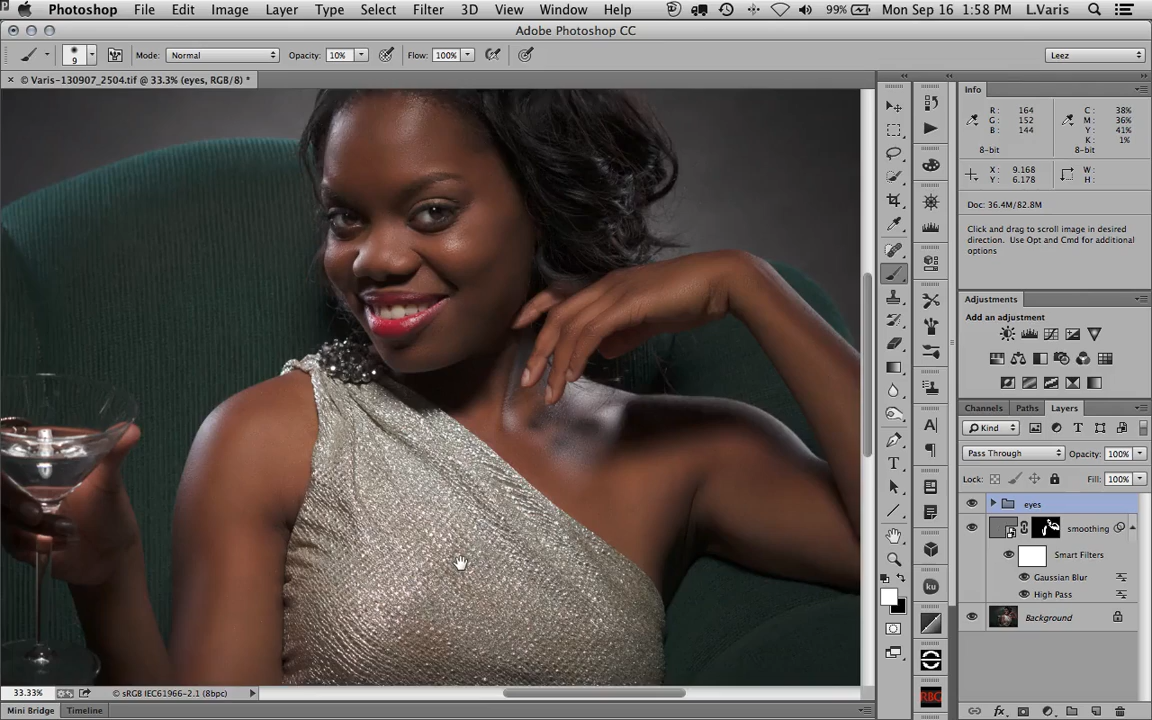 Photoshop File Edit Image Layer Type Select Filter 3D View Window Help 99% Mon Sep 16 1:58 PM L.Varis
Adobe Photoshop CC
9 Mode: Normal Opacity: 10% Flow: 100% Leez
× © Varis-130907_2504.tif @ 33.3% (eyes, RGB/8) *
Info
R: 164 C: 38%
G: 152 M: 36%
B: 144 Y: 41%
K: 1%
8-bit 8-bit
X: 9.168 W:
Y: 6.178 H:
Doc: 36.4M/82.8M
Click and drag to scroll image in desired
direction. Use Opt and Cmd for additional
options
Adjustments
Add an adjustment
Channels Paths Layers
Kind
Pass Through Opacity: 100%
Lock: Fill: 100%
eyes
smoothing
Smart Filters
Gaussian Blur
High Pass
Background
A
T
ku
RBG
fx
33.33% © sRGB IEC61966-2.1 (8bpc)
Mini Bridge Timeline